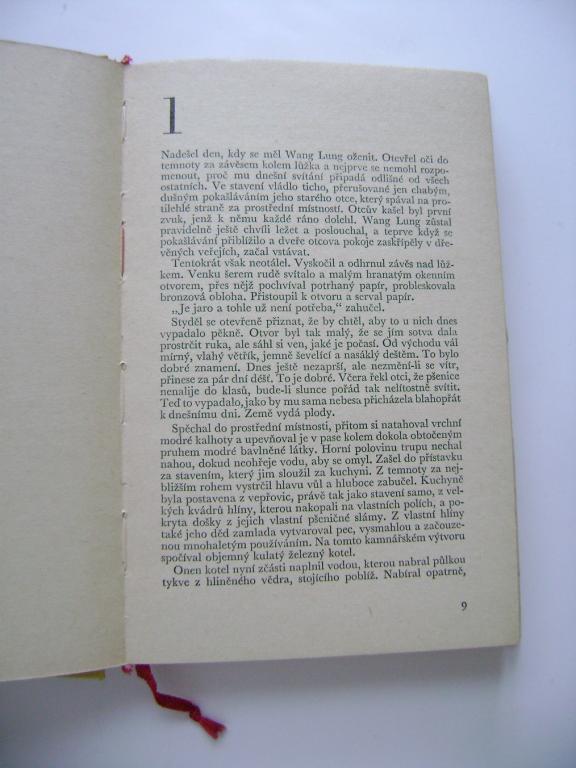 1
Nadešel den, kdy se měl Wang Lung oženit. Otevřel oči do
temnoty za závěsem kolem lůžka a nejprve se nemohl rozpo-
menout, proč mu dnešní svítání připadá odlišné od všech
ostatních. Ve stavení vládlo ticho, přerušované jen chabým,
dušným pokašláváním jeho starého otce, který spával na pro-
tilehlé straně za prostřední místností. Otcův kašel byl první
zvuk, jenž k němu každé ráno dolehl. Wang Lung zůstal
pravidelně ještě chvíli ležet a poslouchal, a teprve když se
pokašlávání přiblížilo a dveře otcova pokoje zaskřípěly v dře-
věných veřejích, začal vstávat.
Tentokrát však neotálel. Vyskočil a odhrnul závěs nad lůž-
kem. Venku šerem rudě svítalo a malým hranatým okenním
otvorem, přes nějž pochvíval potrhaný papír, probleskovala
bronzová obloha. Přistoupil k otvoru a serval papír.
„Je jaro a tohle už není potřeba,“ zahučel.
Styděl se otevřeně přiznat, že by chtěl, aby to u nich dnes
vypadalo pěkně. Otvor byl tak malý, že se jím sotva dala
prostrčit ruka, ale sáhl si ven, jaké je počasí. Od východu vál
mírný, vlahý větřík, jemně ševelící a nasáklý deštěm. To bylo
dobré znamení. Dnes ještě nezaprší, ale nezmění-li se vítr,
přinese za pár dní déšť. To je dobré. Včera řekl otci, že pšenice
nenalije do klasů, bude-li slunce pořád tak nelítostně svítit.
Teď to vypadalo, jako by mu sama nebesa přicházela blahopřát
k dnešnímu dni. Země vydá plody.
Spěchal do prostřední místnosti, přitom si natahoval vrchní
modré kalhoty a upevňoval je v pase kolem dokola obtočeným
pruhem modré bavlněné látky. Horní polovinu trupu nechal
nahou, dokud neohřeje vodu, aby se omyl. Zašel do přístavku
za stavením, který jim sloužil za kuchyni. Z temnoty za nej-
bližším rohem vystrčil hlavu vůl a hluboce zabučel. Kuchyně
byla postavena z vepřovic, právě tak jako stavení samo, z vel-
kých kvádrů hlíny, kterou nakopali na vlastních polích, a po-
kryta došky z jejich vlastní pšeničné slámy. Z vlastní hlíny
také jeho děd zamlada vytvaroval pec, vysmahlou a začouze-
nou mnohaletým používáním. Na tomto kamnářském výtvoru
spočíval objemný kulatý železný kotel.
Onen kotel nyní zčásti naplnil vodou, kterou nabral půlkou
tykve z hliněného vědra, stojícího poblíž. Nabíral opatrně,
9